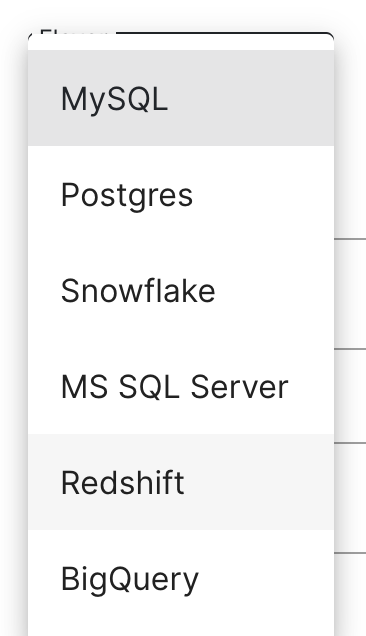 MySQL
Postgres
Snowflake
MS SQL Server
Redshift
BigQuery